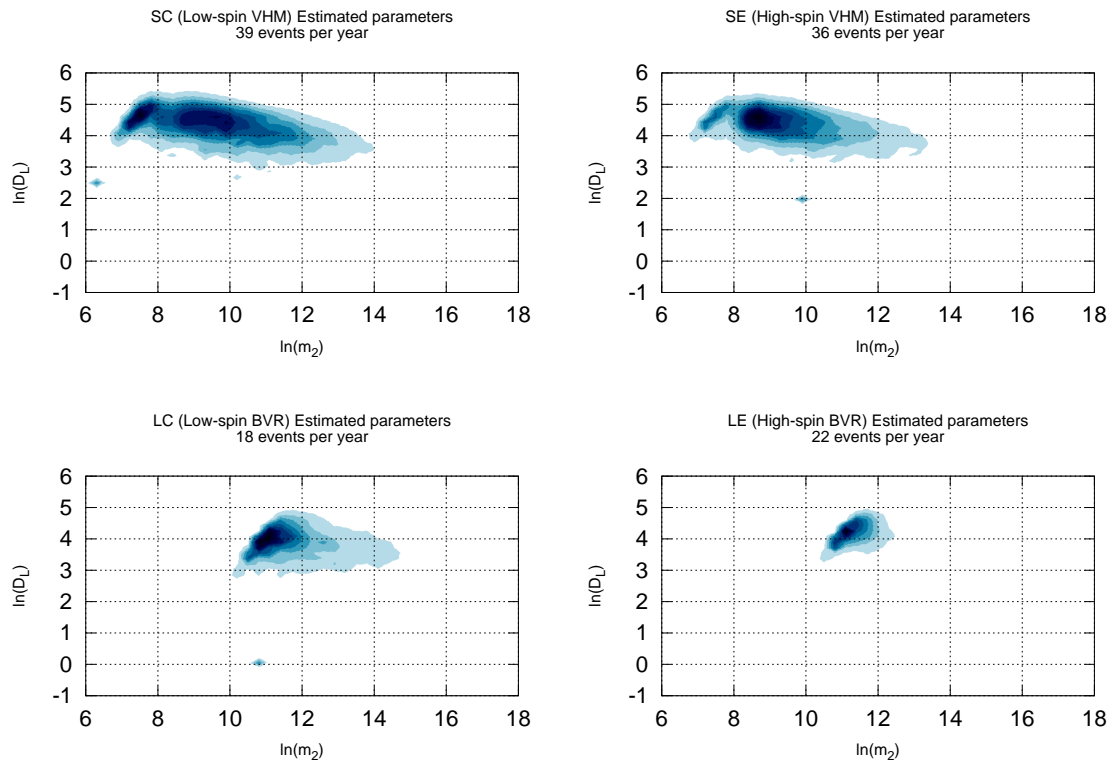 SC (Low-spin VHM) Estimated parameters
39 events per year
6
5
4
3
2
1
0
-1
ln(D_L)
6 8 10 12 14 16 18
ln(m_2)
SE (High-spin VHM) Estimated parameters
36 events per year
6
5
4
3
2
1
0
-1
ln(D_L)
6 8 10 12 14 16 18
ln(m_2)
LC (Low-spin BVR) Estimated parameters
18 events per year
6
5
4
3
2
1
0
-1
ln(D_L)
6 8 10 12 14 16 18
ln(m_2)
LE (High-spin BVR) Estimated parameters
22 events per year
6
5
4
3
2
1
0
-1
ln(D_L)
6 8 10 12 14 16 18
ln(m_2)